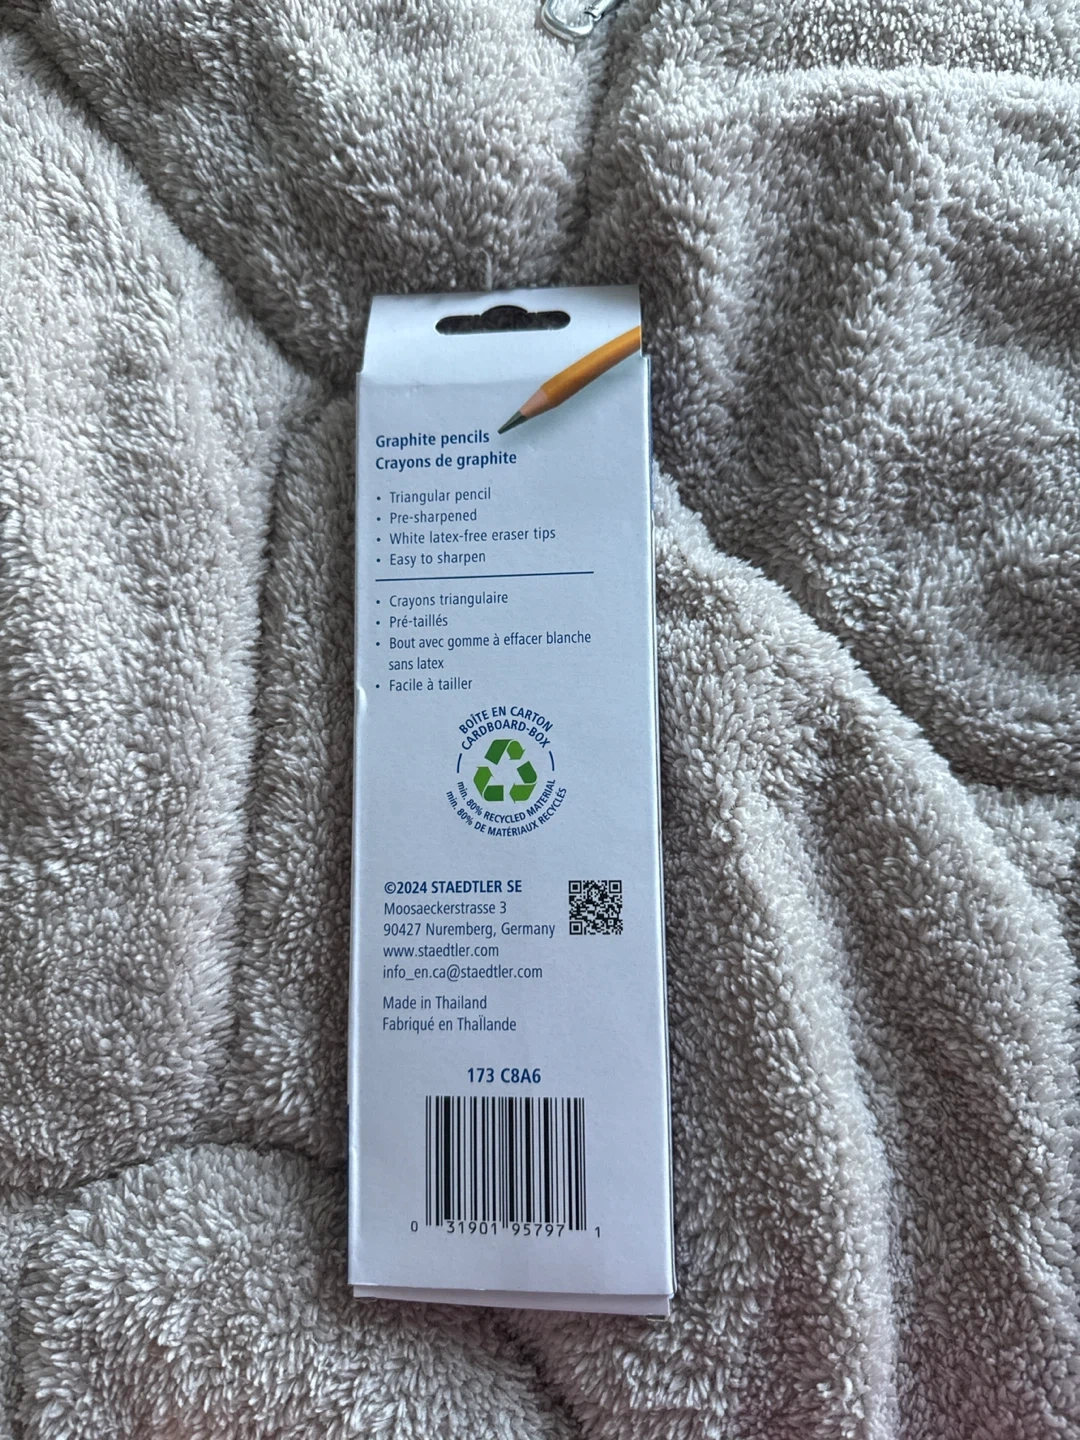 Graphite pencils
Crayons de graphite
• Triangular pencil
• Pre-sharpened
• White latex-free eraser tips
• Easy to sharpen
• Crayons triangulaire
• Pré-taillés
• Bout avec gomme à effacer blanche
sans latex
• Facile à tailler
BOÎTE EN CARTON
CARDBOARD-BOX
min. 80% RECYCLED MATERIAL
min. 80% DE MATÉRIAUX RECYCLÉS
©2024 STAEDTLER SE
Moosaeckerstrasse 3
90427 Nuremberg, Germany
www.staedtler.com
info_en.ca@staedtler.com
Made in Thailand
Fabriqué en Thaïlande
173 C8A6
0 31901 95797 1